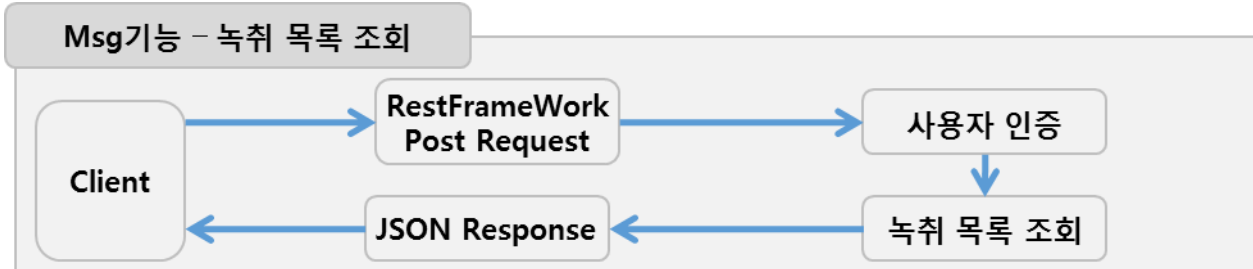 Msg기능 – 녹취 목록 조회
RestFrameWork
Post Request
사용자 인증
Client
JSON Response
녹취 목록 조회